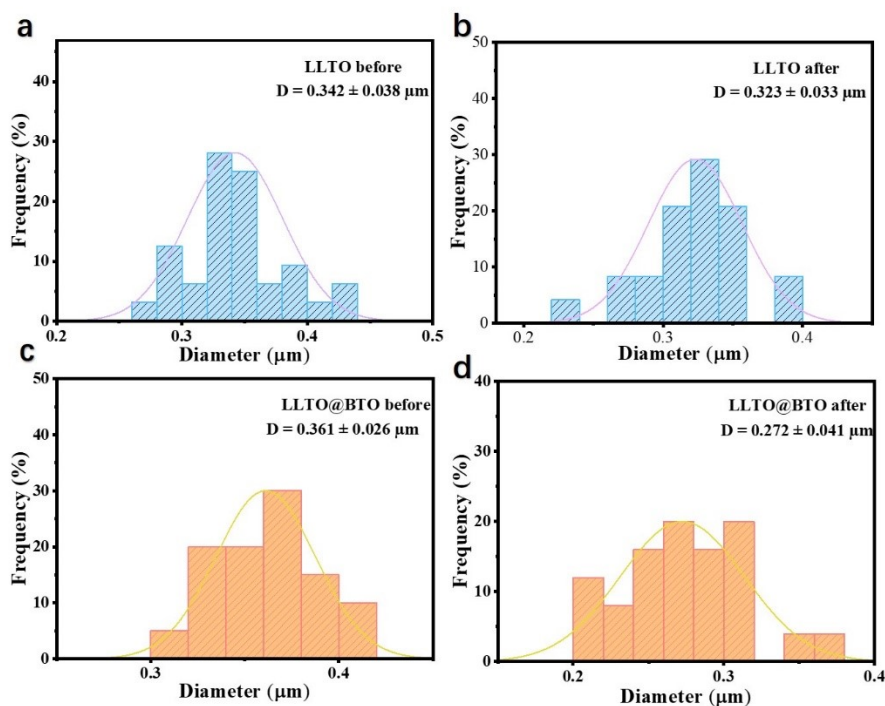 a
LLTO before
D = 0.342 ± 0.038 μm
Frequency (%)
40
30
20
10
0
0.2 0.3 0.4 0.5
Diameter (μm)
b
LLTO after
D = 0.323 ± 0.033 μm
Frequency (%)
50
40
30
20
10
0
0.2 0.3 0.4
Diameter (μm)
c
LLTO@BTO before
D = 0.361 ± 0.026 μm
Frequency (%)
50
40
30
20
10
0
0.3 0.4
Diameter (μm)
d
LLTO@BTO after
D = 0.272 ± 0.041 μm
Frequency (%)
40
30
20
10
0
0.2 0.3 0.4
Diameter (μm)